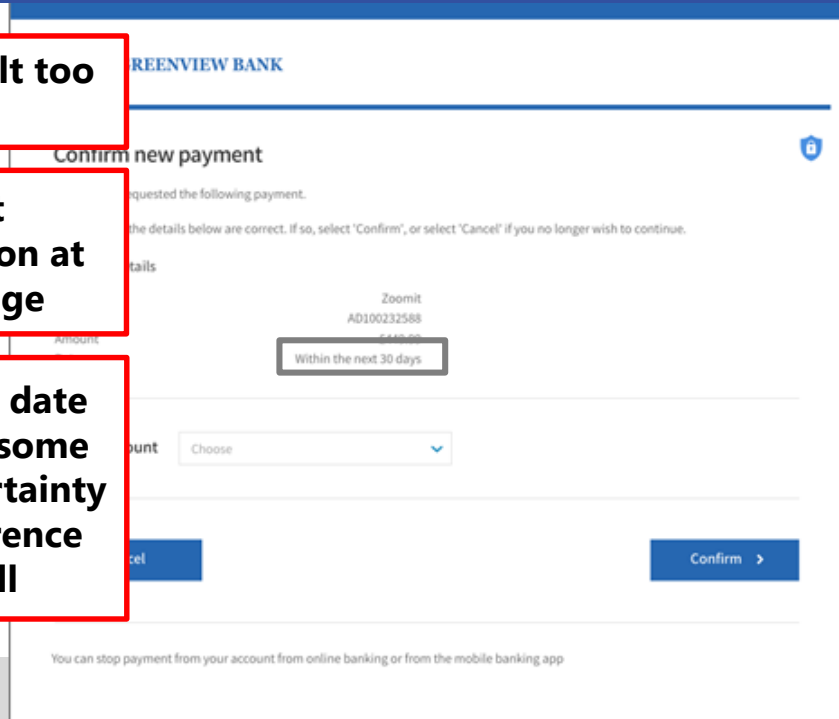 lt too
REENVIEW BANK
Confirm new payment
equested the following payment.
t
the details below are correct. If so, select 'Confirm', or select 'Cancel' if you no longer wish to continue.
on at
tails
ge
Zoomit
AD100232588
Amount
Within the next 30 days
date
some
ount
Choose
rtainty
rence
ll
cel
Confirm >
You can stop payment from your account from online banking or from the mobile banking app